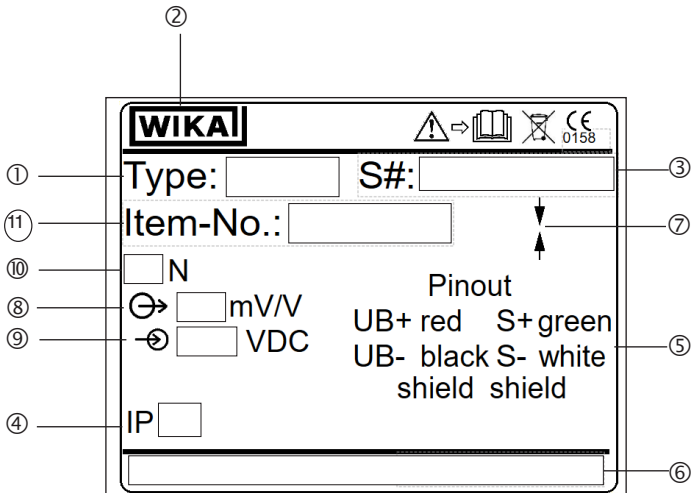 ②
WIKAI
CE
0158
① Type: S#: ③
⑪ Item-No.: ⑦
⑩ N
⑧ mV/V
⑨ VDC
Pinout
UB+ red S+ green
UB- black S- white ⑤
shield shield
④ IP
⑥